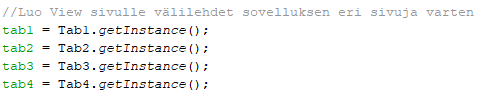 //Luo View sivulle välilehdet sovelluksen eri sivuja varten
tab1 = Tab1.getInstance();
tab2 = Tab2.getInstance();
tab3 = Tab3.getInstance();
tab4 = Tab4.getInstance();